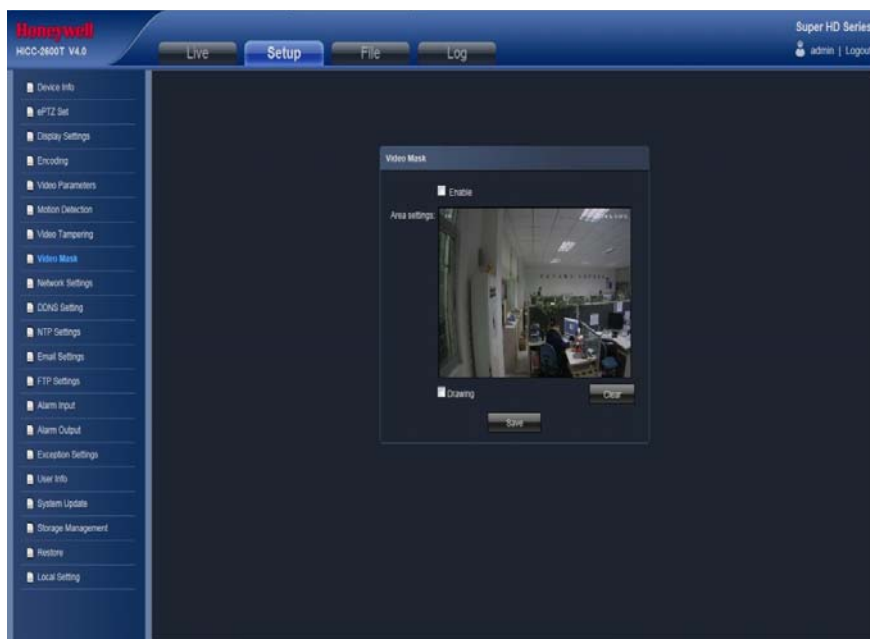 Honeywell
HICC-2600T V4.0
Live
Setup
File
Log
Super HD Series
admin | Logout
Device Info
ePTZ Set
Display Settings
Encoding
Video Parameters
Motion Detection
Video Tampering
Video Mask
Network Settings
DDNS Setting
NTP Settings
Email Settings
FTP Settings
Alarm Input
Alarm Output
Exception Settings
User Info
System Update
Storage Management
Restore
Local Setting
Video Mask
Enable
Area settings:
Drawing
Clear
Save